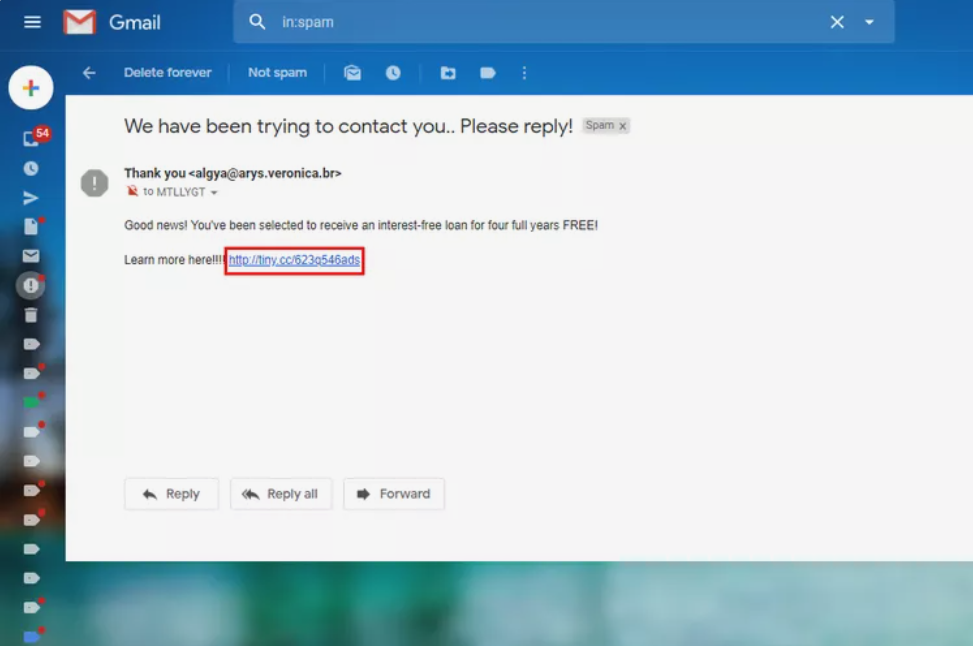 Gmail
in:spam
Delete forever
Not spam
54
We have been trying to contact you.. Please reply!
Spam x
Thank you <algya@arys.veronica.br>
to MTLLYGT
Good news! You've been selected to receive an interest-free loan for four full years FREE!
Learn more here!!!! http://tiny.cc/623g546ads
Reply
Reply all
Forward